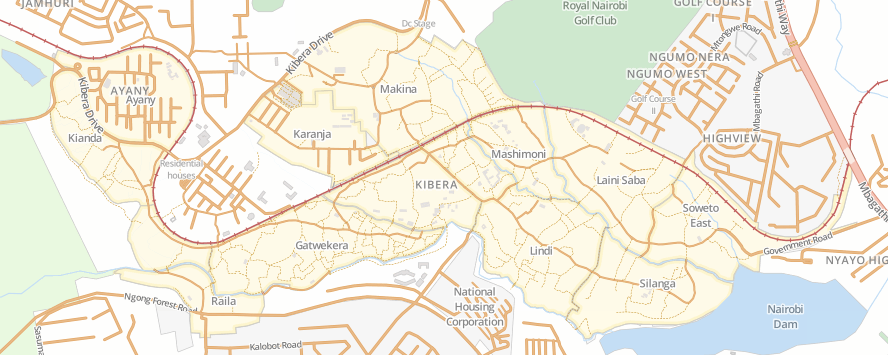 JAMHURI
Dc Stage
Royal Nairobi
Golf Club
GOLF COURSE
I
Mbagathi Way
Kibera Drive
Mtongwe Road
NGUMO NERA
NGUMO WEST
Makina
AYANY
Ayany
Golf Course
II
Mbagathi Road
Kibera Drive
Kianda
Karanja
HIGHVIEW
Mashimoni
Residential
houses
KIBERA
Laini Saba
Soweto
East
Gatwekera
Lindi
Government Road
NYAYO HIG
Silanga
Raila
Ngong Forest Road
National
Housing
Corporation
Nairobi
Dam
Kalobot Road